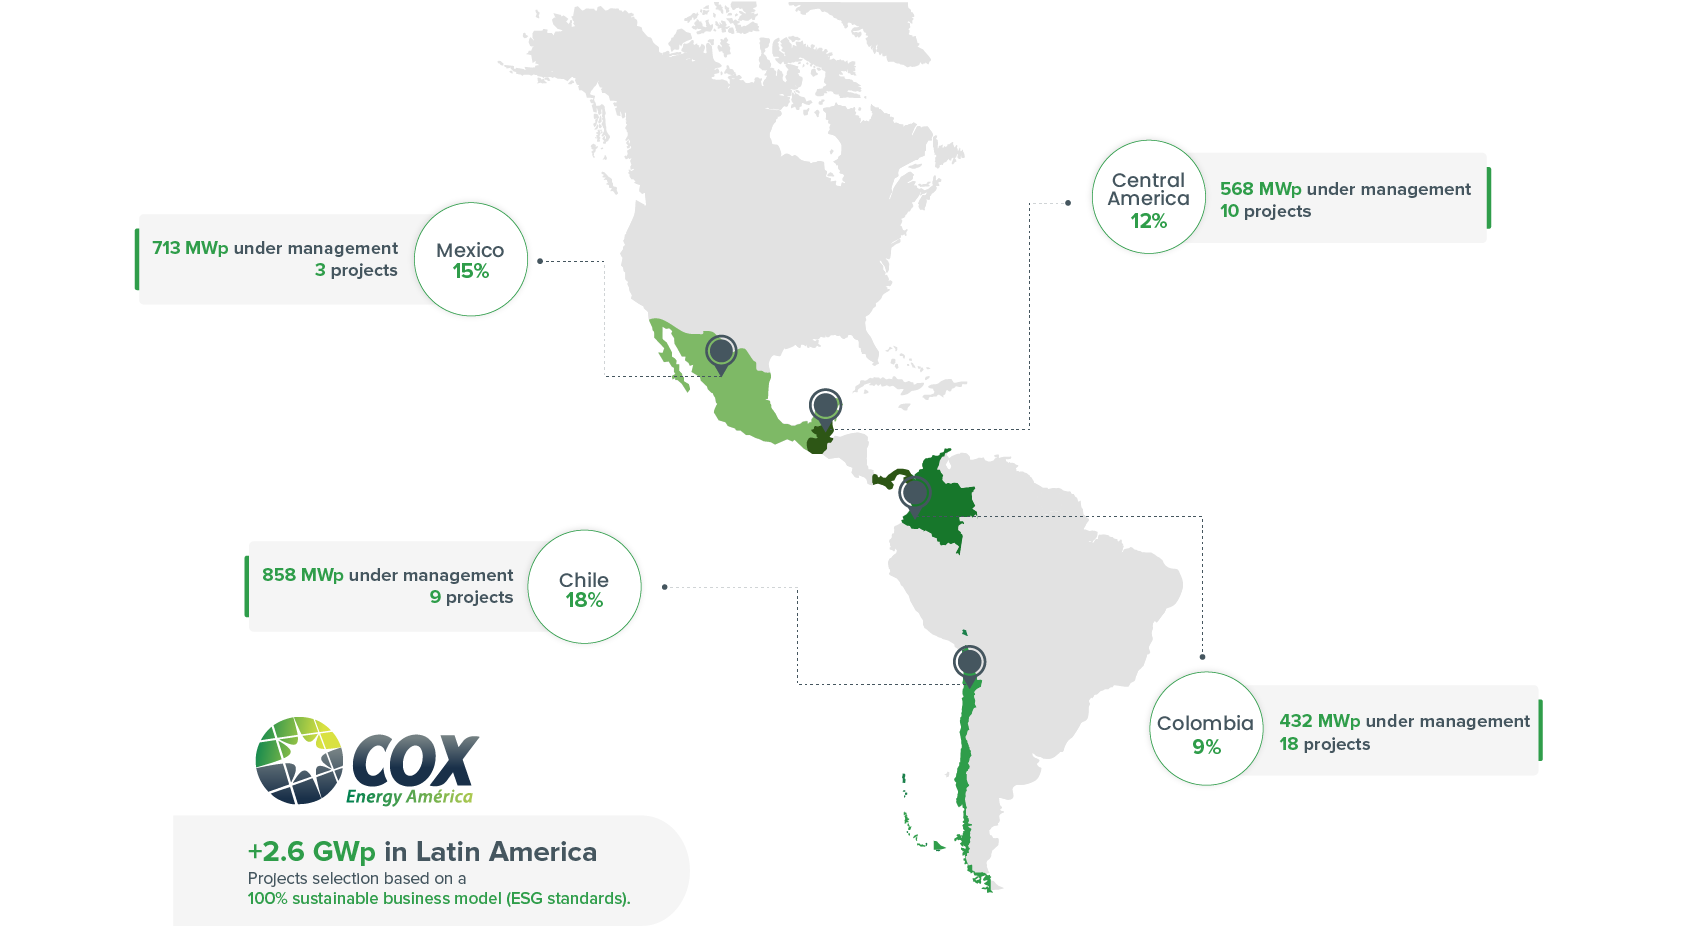 Central
America
12%
568 MWp under management
10 projects
713 MWp under management
3 projects
Mexico
15%
858 MWp under management
9 projects
Chile
18%
Colombia
9%
432 MWp under management
18 projects
COX
Energy América
+2.6 GWp in Latin America
Projects selection based on a
100% sustainable business model (ESG standards).